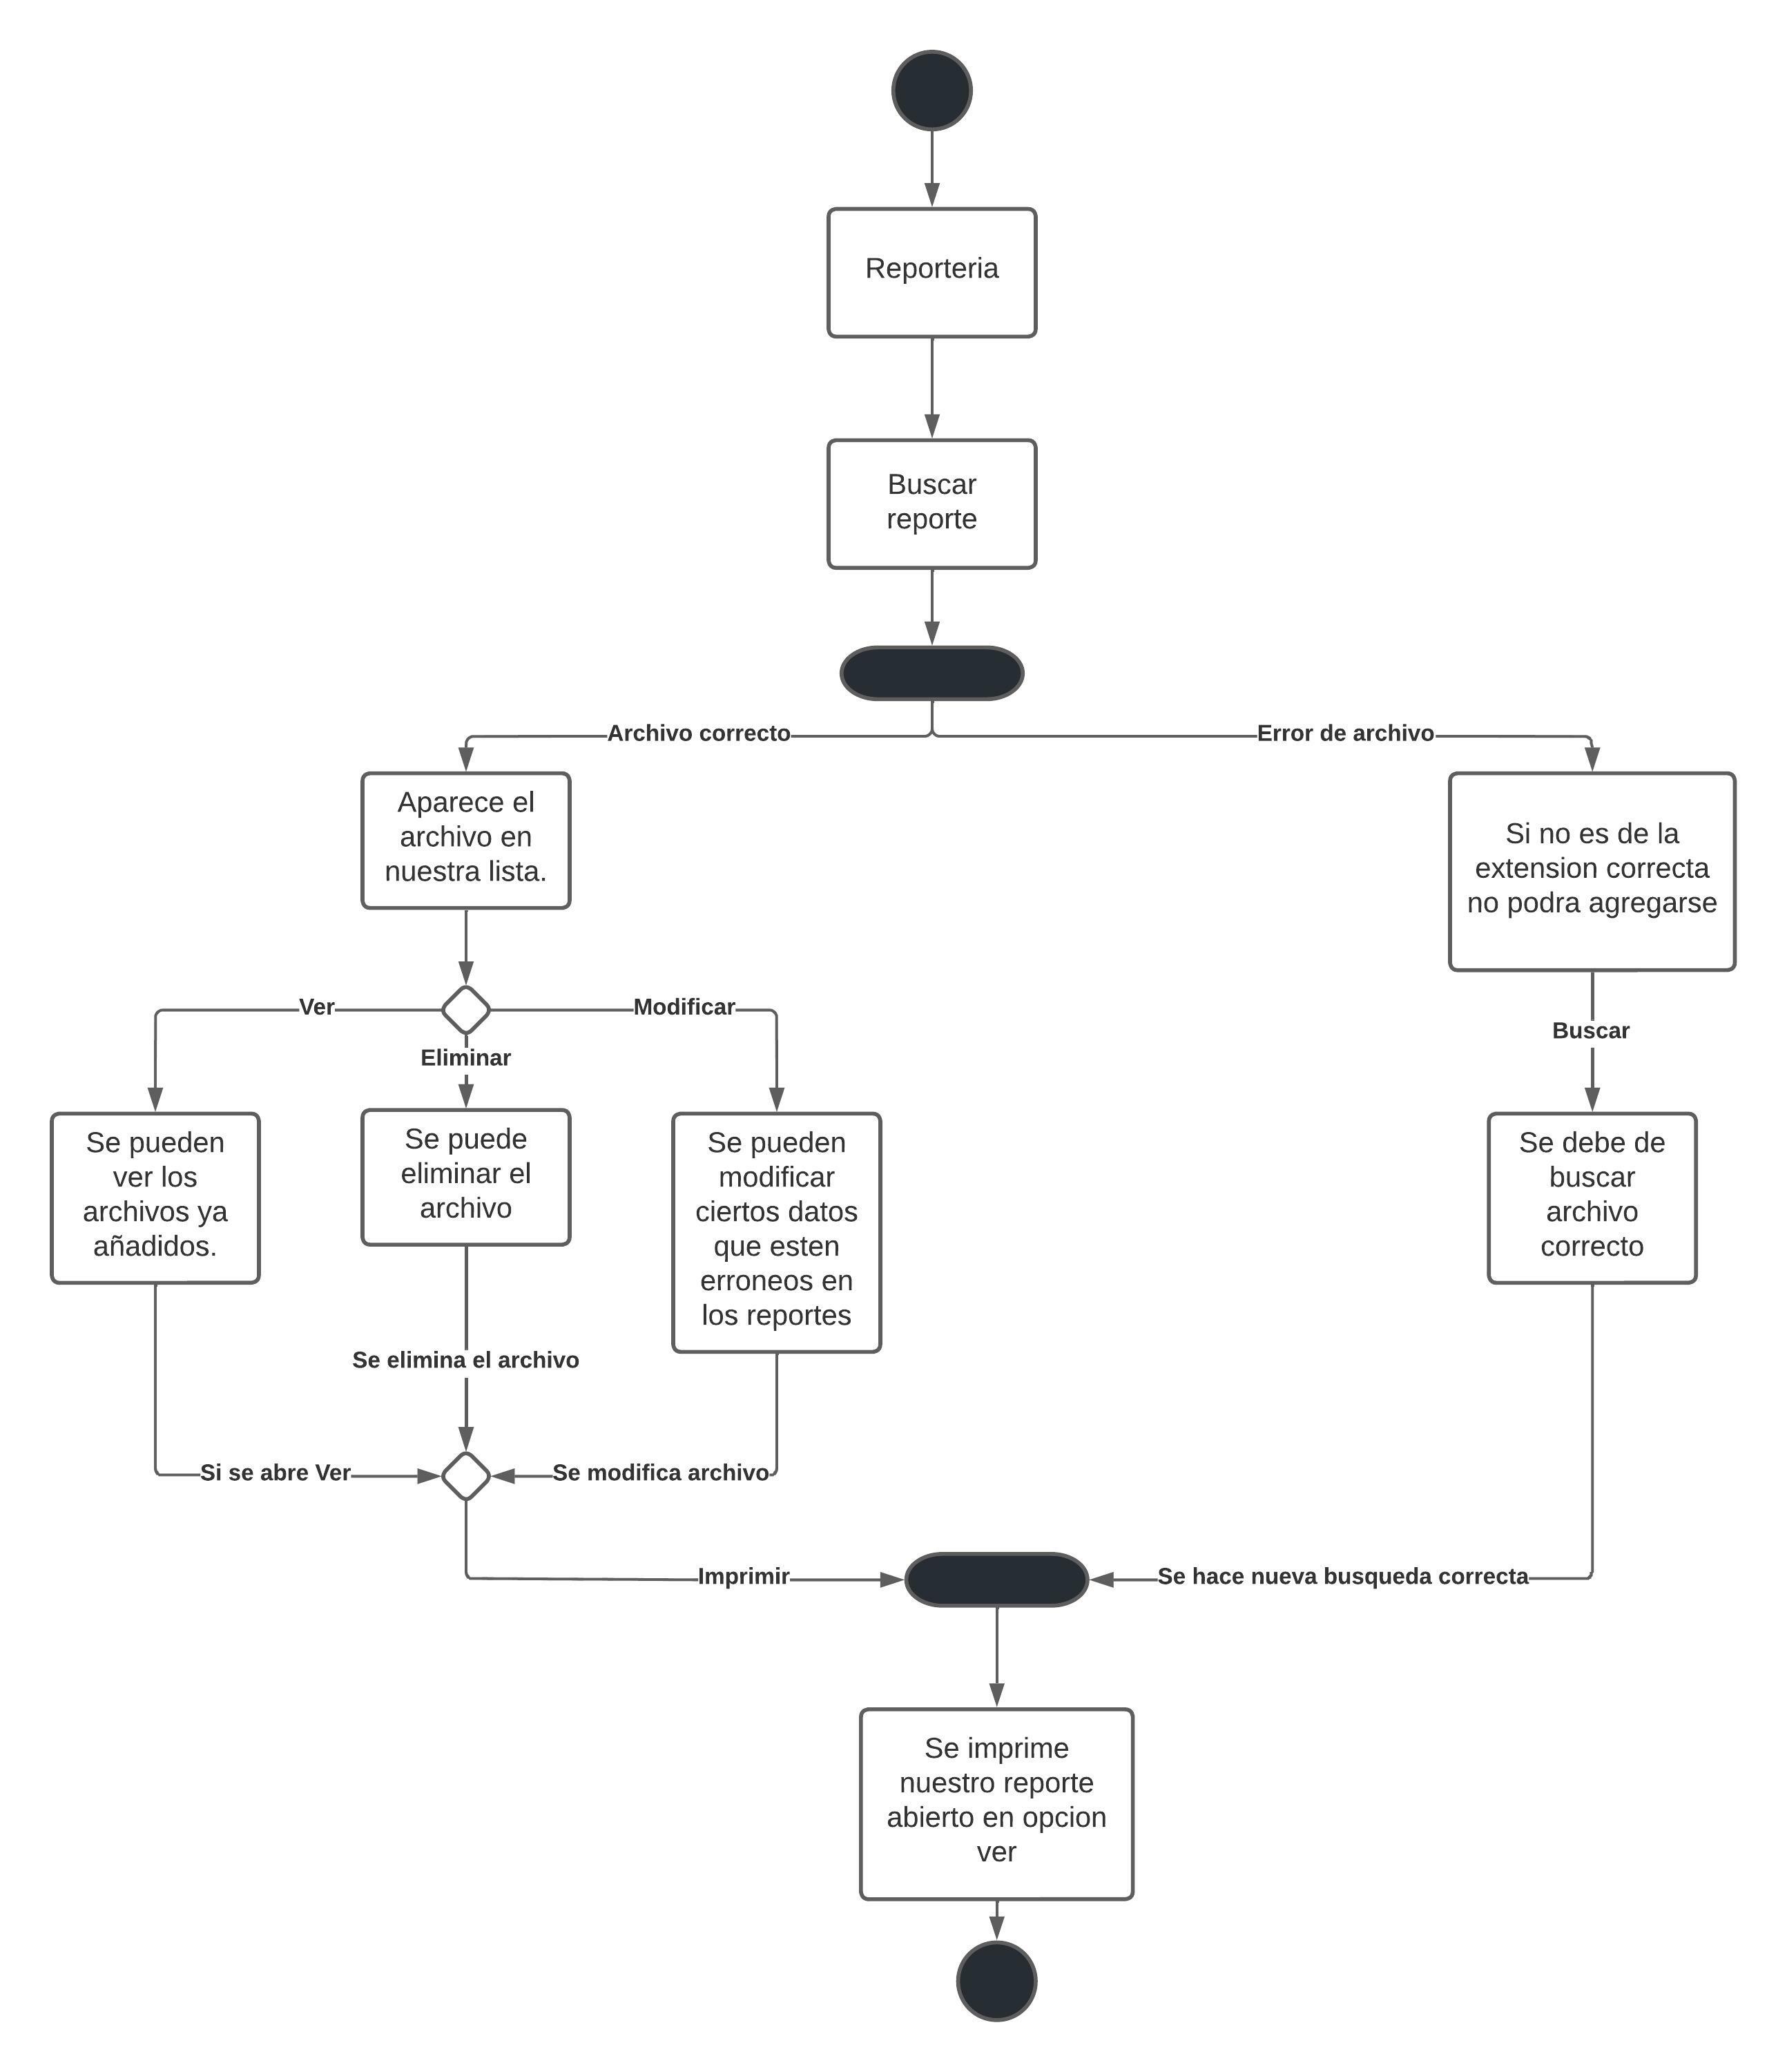 Reporteria
Buscar
reporte
Archivo correcto
Error de archivo
Aparece el
archivo en
nuestra lista.
Si no es de la
extension correcta
no podra agregarse
Ver
Modificar
Eliminar
Buscar
Se pueden
ver los
archivos ya
añadidos.
Se puede
eliminar el
archivo
Se pueden
modificar
ciertos datos
que esten
erroneos en
los reportes
Se debe de
buscar
archivo
correcto
Se elimina el archivo
Si se abre Ver
Se modifica archivo
Imprimir
Se hace nueva busqueda correcta
Se imprime
nuestro reporte
abierto en opcion
ver